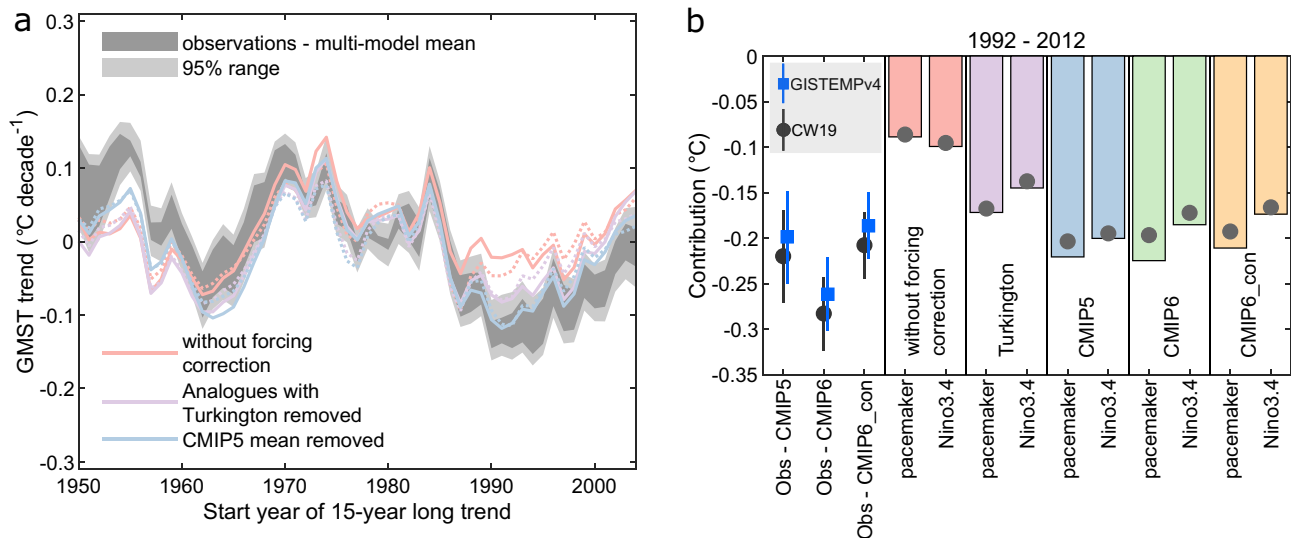 a
GMST trend (°C decade⁻¹)
0.3
0.2
0.1
0
-0.1
-0.2
-0.3
observations - multi-model mean
95% range
without forcing
correction
Analogues with
Turkington removed
CMIP5 mean removed
1950
1960
1970
1980
1990
2000
Start year of 15-year long trend
b
1992 - 2012
Contribution (°C)
0
-0.05
-0.1
-0.15
-0.2
-0.25
-0.3
-0.35
GISTEMPv4
CW19
without forcing
correction
Turkington
CMIP5
CMIP6
CMIP6_con
Obs - CMIP5
Obs - CMIP6
Obs - CMIP6_con
pacemaker
Nino3.4
pacemaker
Nino3.4
pacemaker
Nino3.4
pacemaker
Nino3.4
pacemaker
Nino3.4